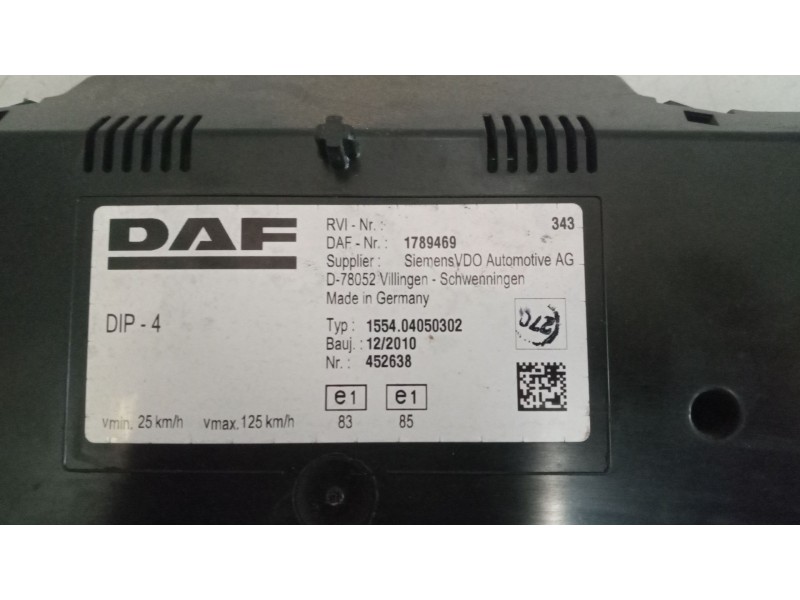 DAF
RVI - Nr.: 343
DAF - Nr.: 1789469
Supplier: SiemensVDO Automotive AG
D-78052 Villingen - Schwenningen
Made in Germany
DIP - 4
Typ: 1554.04050302
Bauj.: 12/2010
Nr.: 452638
270
e1 e1
vmin. 25 km/h vmax. 125 km/h 83 85